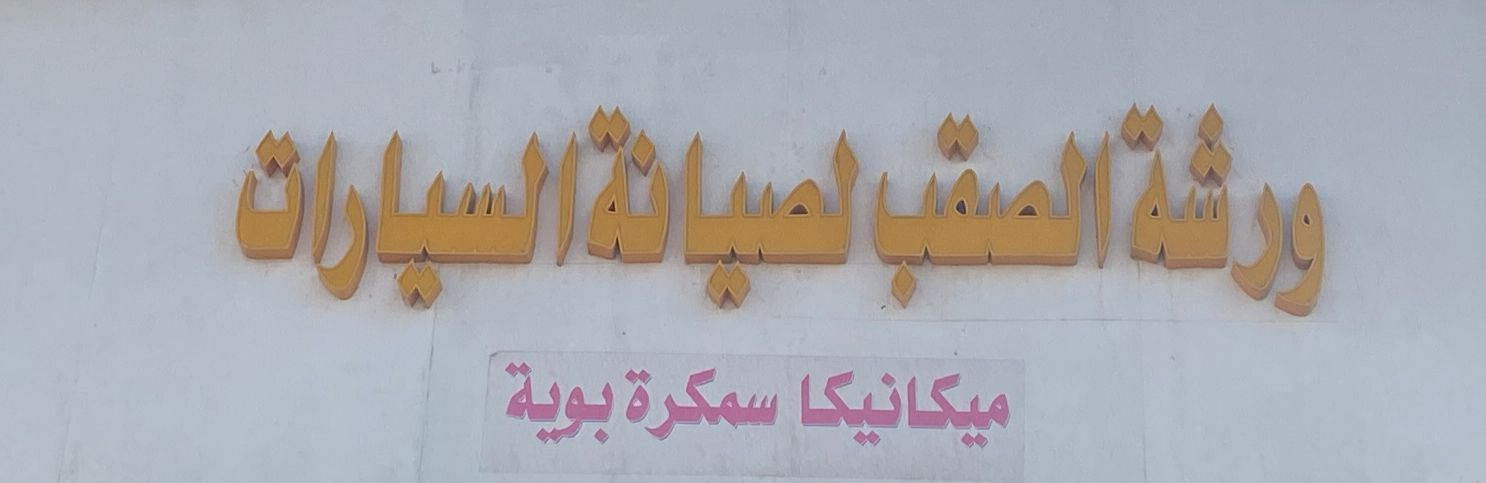 ورشة الصقب لصيانة السيارات
ميكانيكا سمكرة بوية